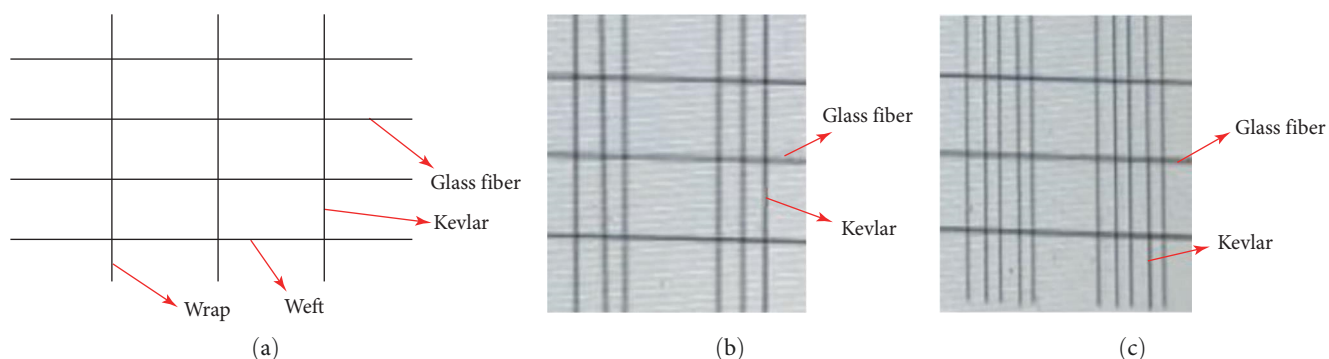 Glass fiber
Kevlar
Wrap
Weft
(a)
Glass fiber
Kevlar
(b)
Glass fiber
Kevlar
(c)